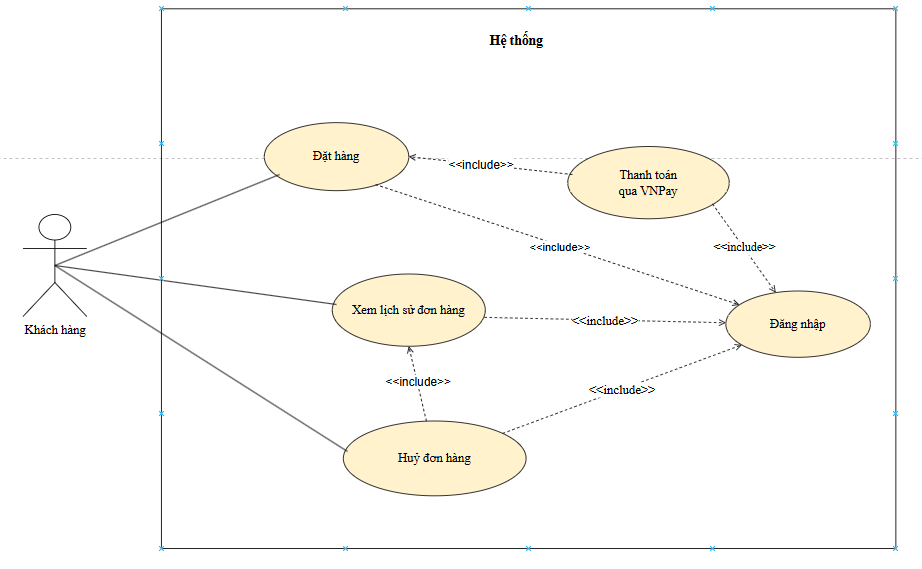 Hệ thống
Đặt hàng
<<include>>
Thanh toán
qua VNPay
<<include>>
<<include>>
Xem lịch sử đơn hàng
<<include>>
Đăng nhập
Khách hàng
<<include>>
<<include>>
Huỷ đơn hàng